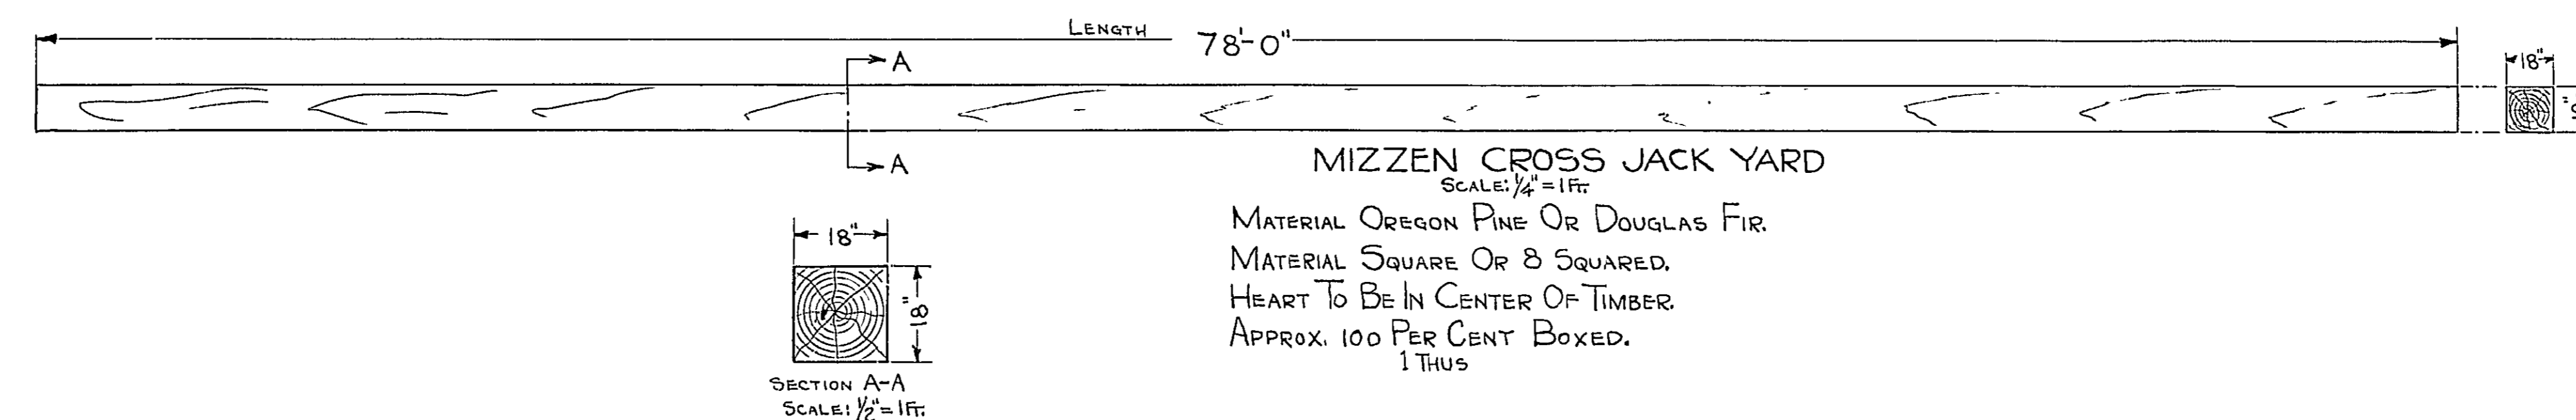 LENGTH 78'-0"
A
18"
A
MIZZEN CROSS JACK YARD
SCALE: 1/4" = 1 FT.
MATERIAL OREGON PINE OR DOUGLAS FIR.
MATERIAL SQUARE OR 8 SQUARED.
HEART TO BE IN CENTER OF TIMBER.
APPROX. 100 PER CENT BOXED.
1 THUS
18"
18"
SECTION A-A
SCALE: 1/2" = 1 FT.